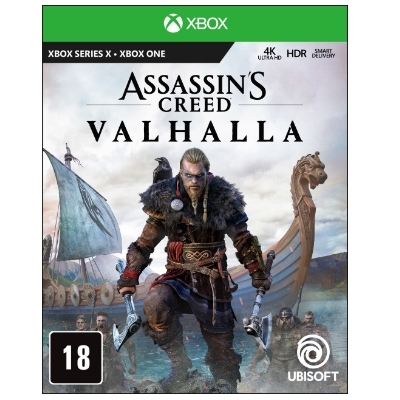 XBOX
XBOX SERIES X • XBOX ONE
4K
ULTRA HD
HDR
SMART
DELIVERY
ASSASSIN'S
CREED
VALHALLA
18
UBISOFT